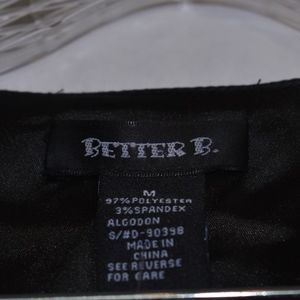 BETTER B.
M
97% POLYESTER
3% SPANDEX
ALGODON
S/#D-90398
MADE IN
CHINA
SEE REVERSE
FOR CARE